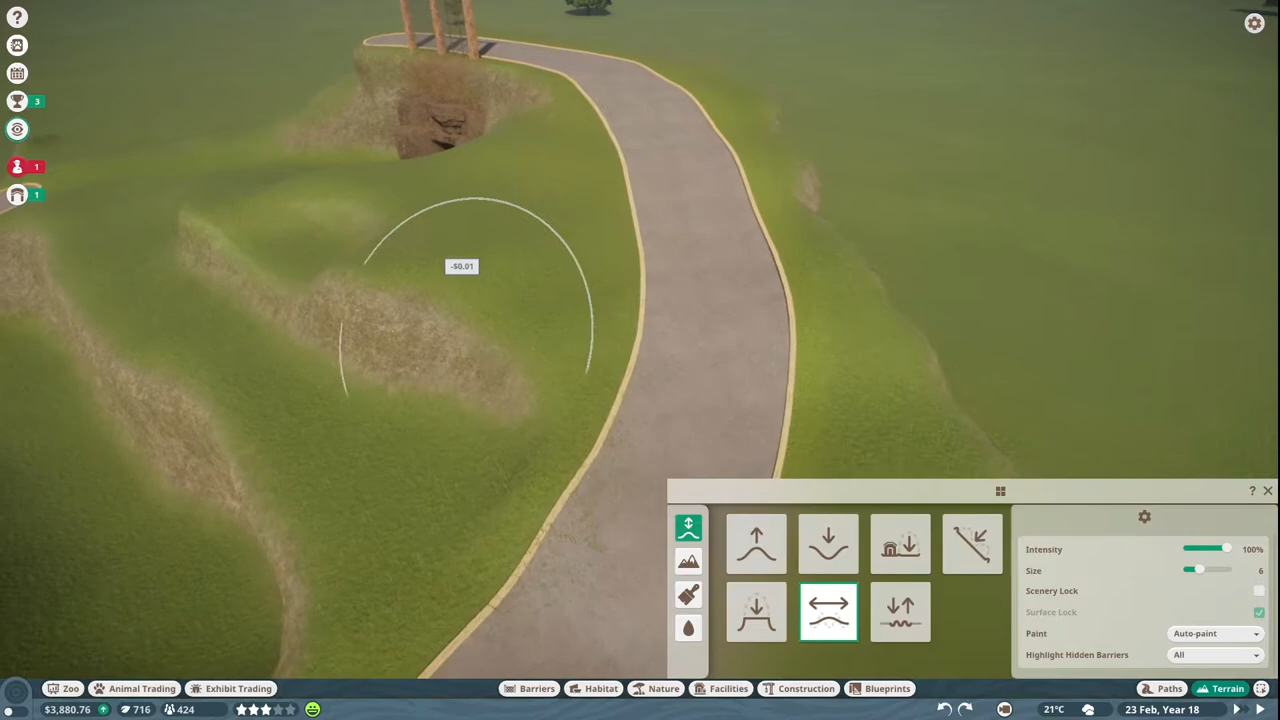 ?
3
1
1
-$0.01
?
Intensity
100%
Size
6
Scenery Lock
Surface Lock
Paint
Auto-paint
Highlight Hidden Barriers
All
Zoo
Animal Trading
Exhibit Trading
Barriers
Habitat
Nature
Facilities
Construction
Blueprints
Paths
Terrain
$3,880.76
716
424
21°C
23 Feb, Year 18